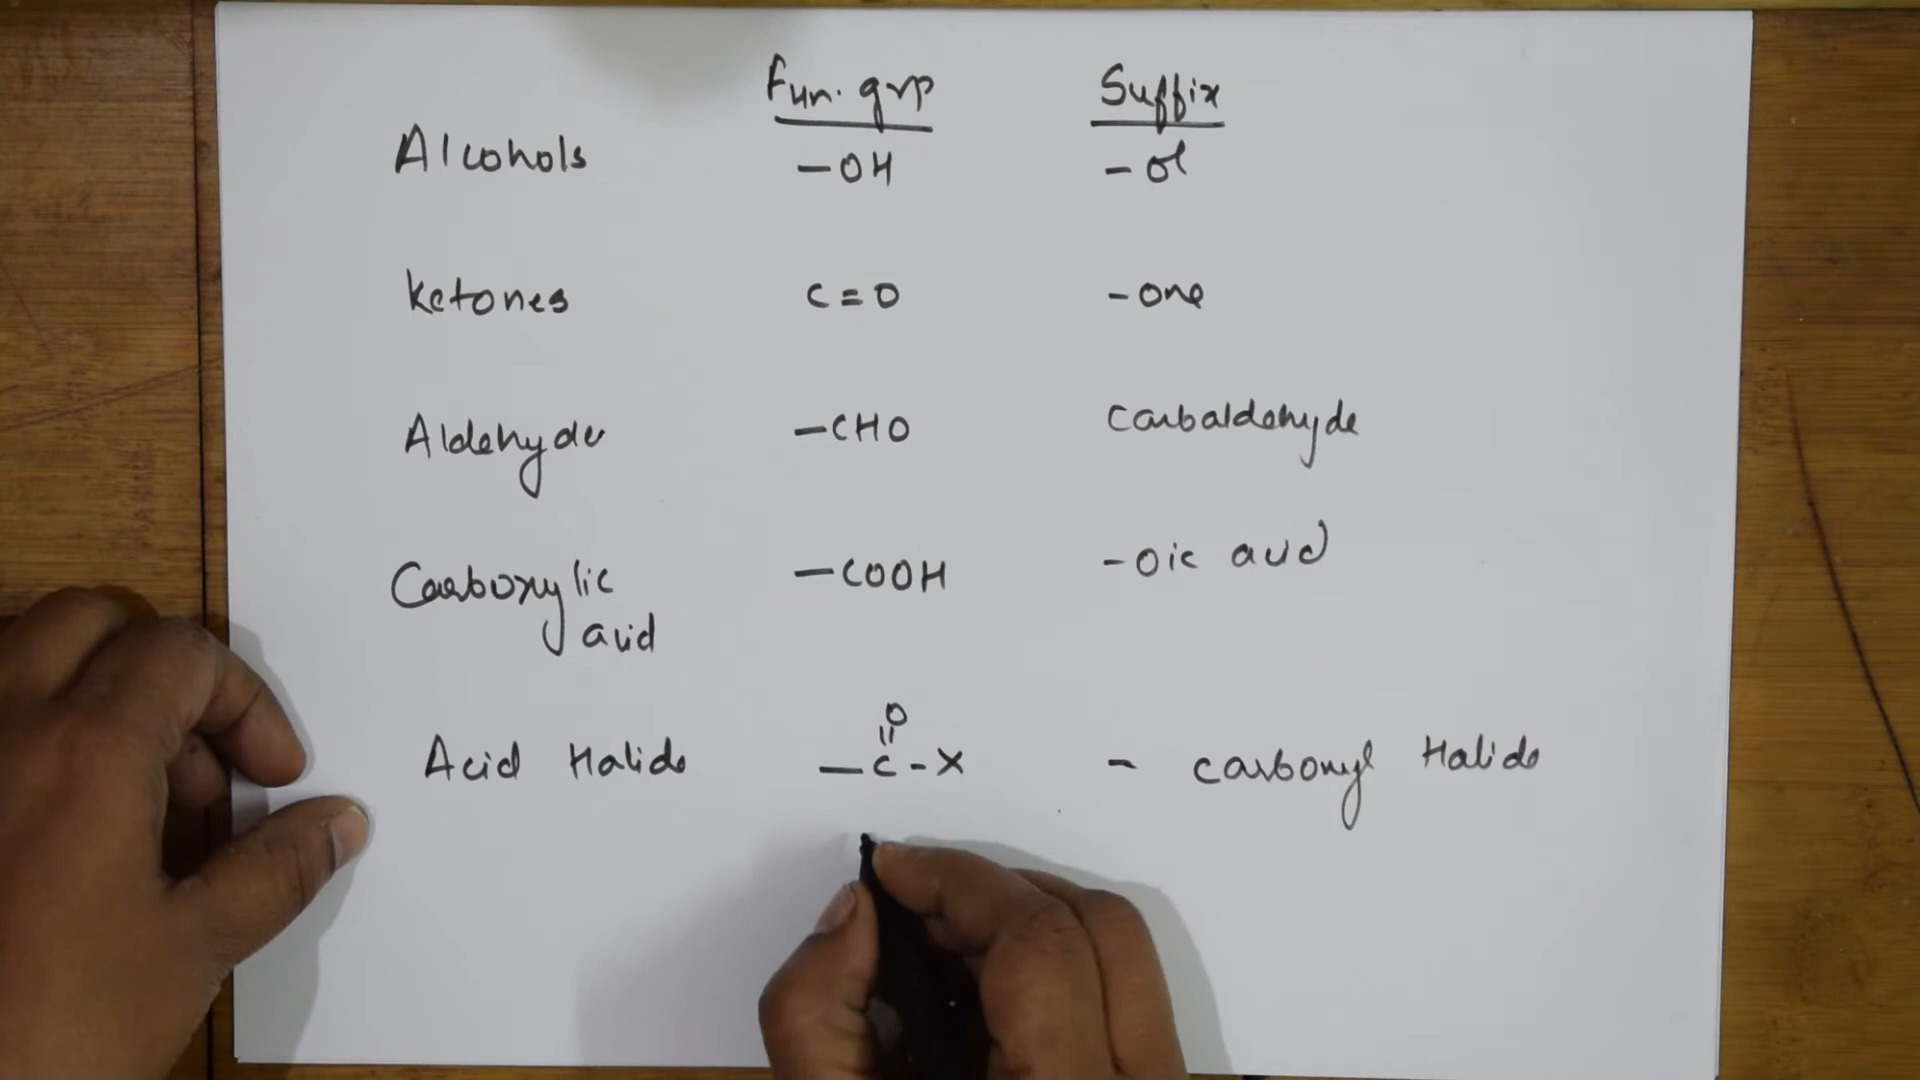 Fun. grp Suffix
Alcohols -OH - ol
Ketones C=O - one
Aldehyde -CHO Carbaldehyde
Carboxylic -COOH - oic acid
acid
O
Acid Halide -C-X - carbonyl Halide